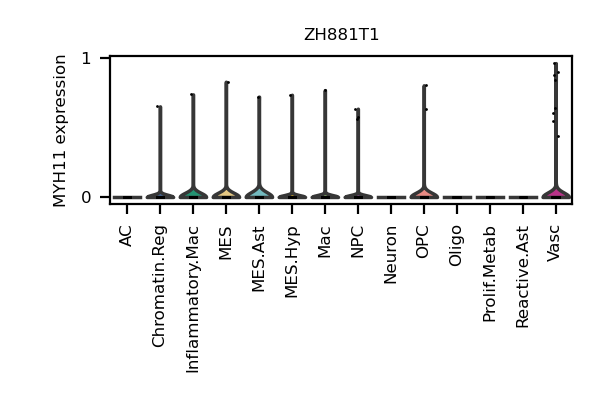 ZH881T1
MYH11 expression
1
0
AC
Chromatin.Reg
Inflammatory.Mac
MES
MES.Ast
MES.Hyp
Mac
NPC
Neuron
OPC
Oligo
Prolif.Metab
Reactive.Ast
Vasc